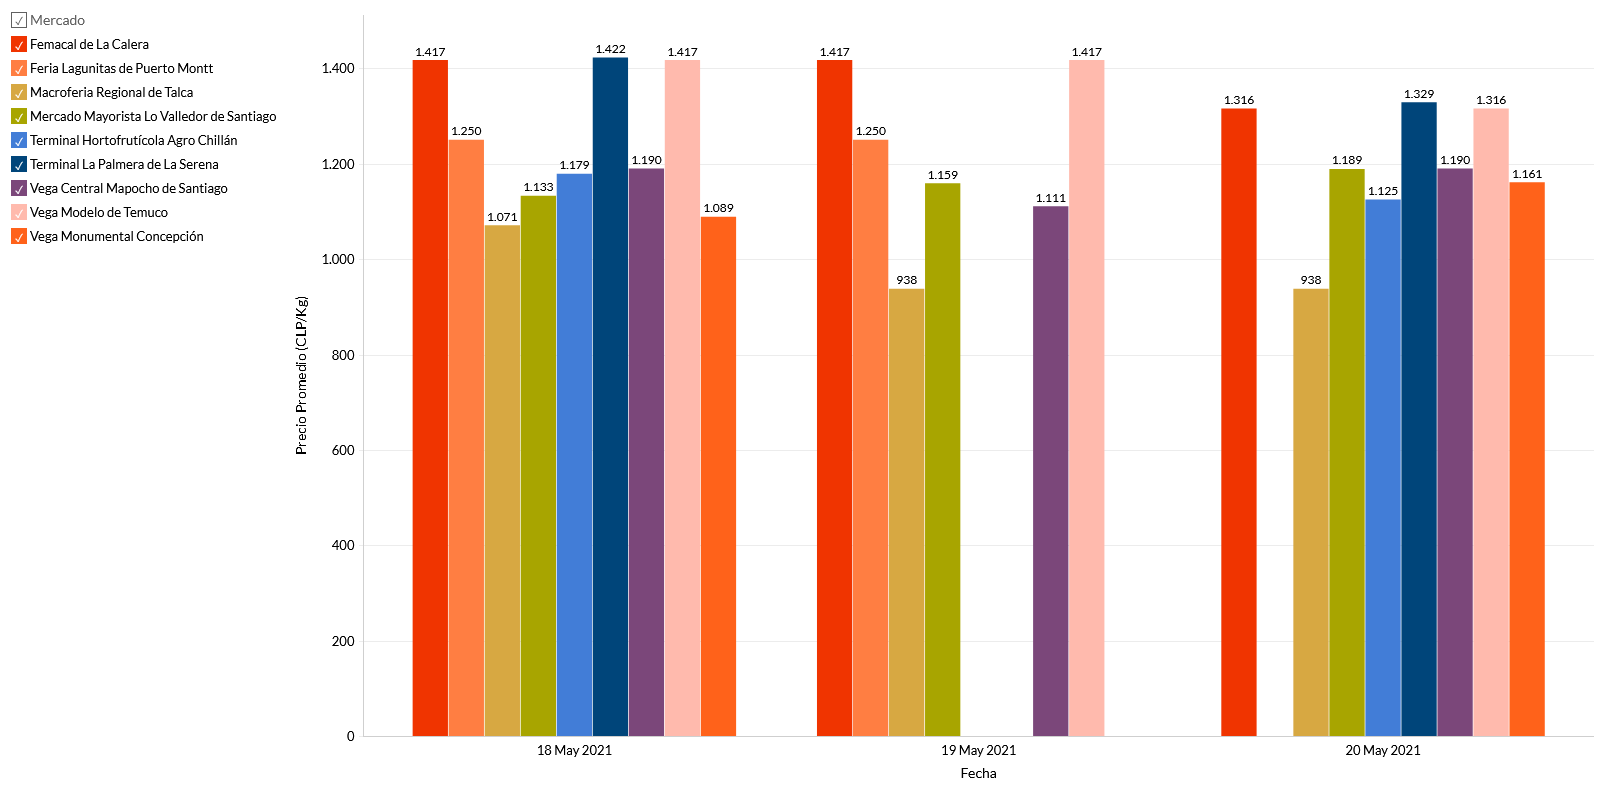 Mercado
Femacal de La Calera
Feria Lagunitas de Puerto Montt
Macroferia Regional de Talca
Mercado Mayorista Lo Valledor de Santiago
Terminal Hortofrutícola Agro Chillán
Terminal La Palmera de La Serena
Vega Central Mapocho de Santiago
Vega Modelo de Temuco
Vega Monumental Concepción
Precio Promedio (CLP/Kg)
1.400
1.200
1.000
800
600
400
200
0
1.417
1.250
1.071
1.133
1.179
1.422
1.190
1.417
1.089
1.417
1.250
938
1.159
1.111
1.417
1.316
938
1.189
1.125
1.329
1.190
1.316
1.161
18 May 2021
19 May 2021
20 May 2021
Fecha